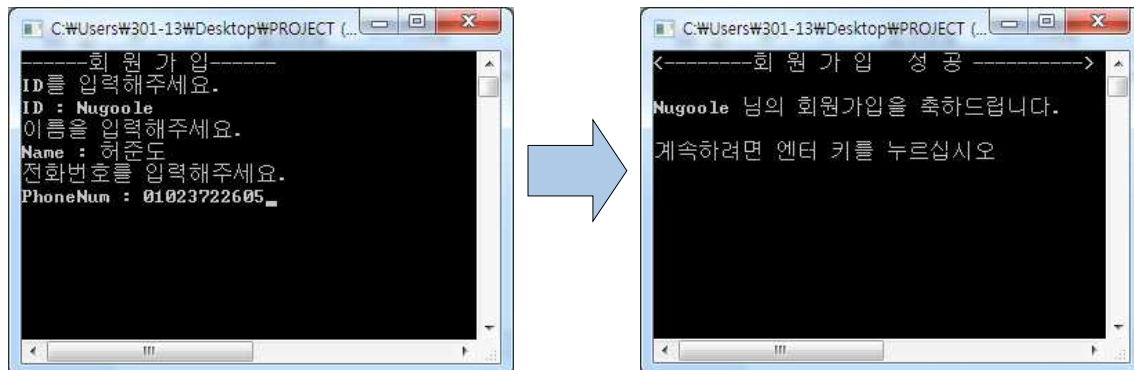 C:₩Users₩301-13₩Desktop₩PROJECT (...
------회 원 가 입------
ID를 입력해주세요.
ID : Nugoole
이름을 입력해주세요.
Name : 허준도
전화번호를 입력해주세요.
PhoneNum : 01023722605_
C:₩Users₩301-13₩Desktop₩PROJECT (...
<--------회 원 가 입 성 공 ---------->
Nugoole 님의 회원가입을 축하드립니다.
계속하려면 엔터 키를 누르십시오